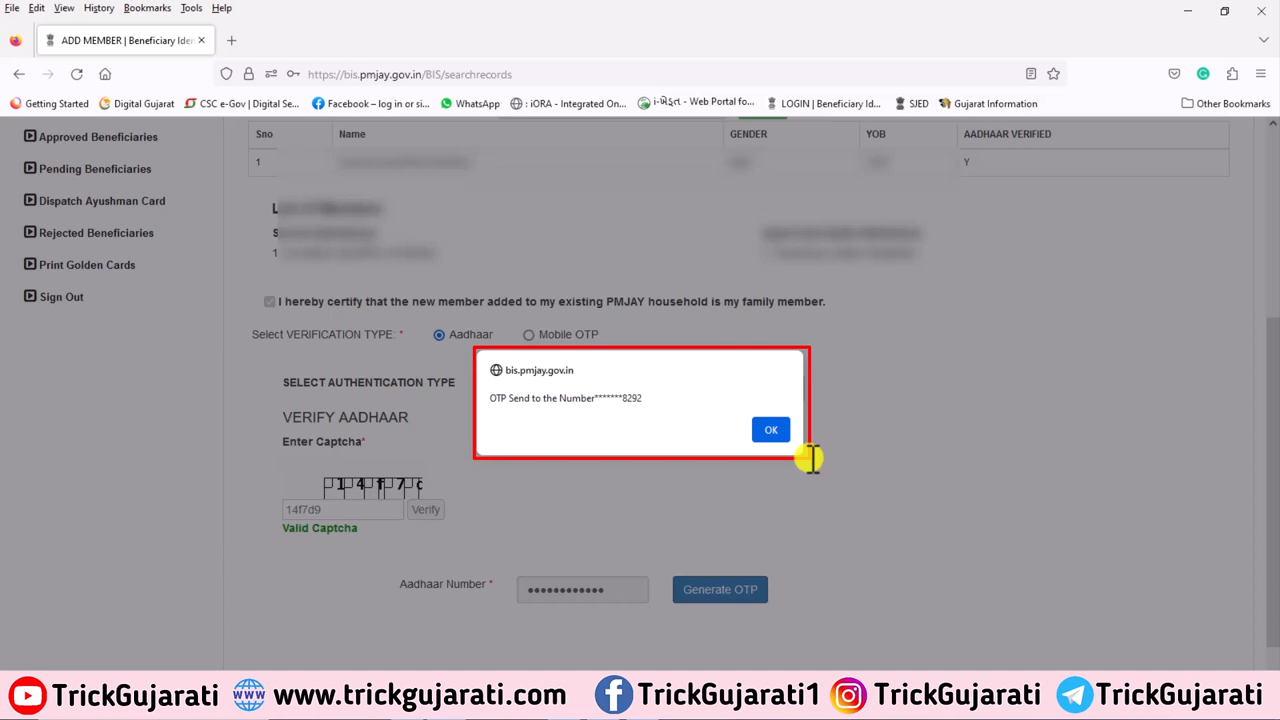 File Edit View History Bookmarks Tools Help
ADD MEMBER | Beneficiary Iden
https://bis.pmjay.gov.in/BIS/searchrecords
Getting Started Digital Gujarat CSC e-Gov | Digital Se... Facebook – log in or si... WhatsApp : iORA - Integrated On... i-ખેડૂત - Web Portal fo... LOGIN | Beneficiary Id... SJED Gujarat Information Other Bookmarks
Approved Beneficiaries
Pending Beneficiaries
Dispatch Ayushman Card
Rejected Beneficiaries
Print Golden Cards
Sign Out
Sno Name GENDER YOB AADHAAR VERIFIED
1 Y
1
I hereby certify that the new member added to my existing PMJAY household is my family member.
Select VERIFICATION TYPE: * Aadhaar Mobile OTP
bis.pmjay.gov.in
OTP Send to the Number*******8292
OK
SELECT AUTHENTICATION TYPE
VERIFY AADHAAR
Enter Captcha*
14f7d9 Verify
Valid Captcha
Aadhaar Number * •••••••••••• Generate OTP
TrickGujarati www.trickgujarati.com TrickGujarati1 TrickGujarati TrickGujarati